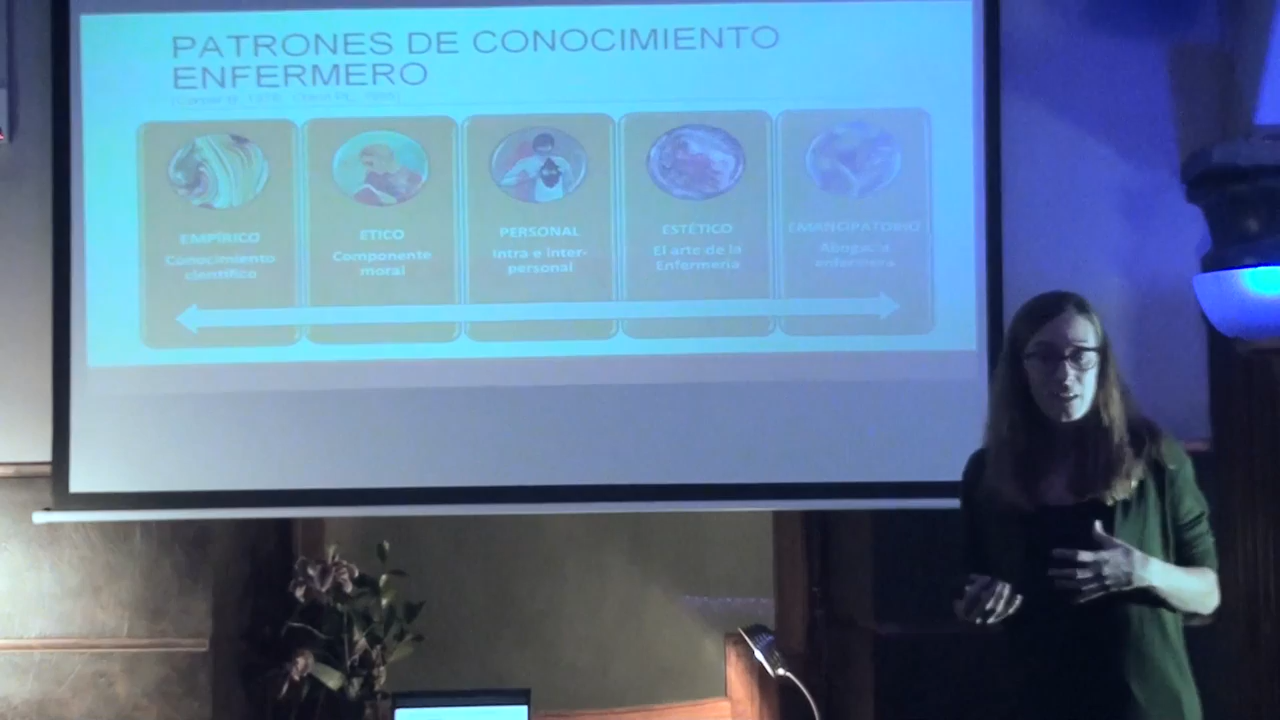 PATRONES DE CONOCIMIENTO
ENFERMERO
EMPÍRICO
Conocimiento
científico
ETICO
Componente
moral
PERSONAL
Intra e inter-
personal
ESTÉTICO
El arte de la
Enfermería
EMANCIPATORIO
enfermera